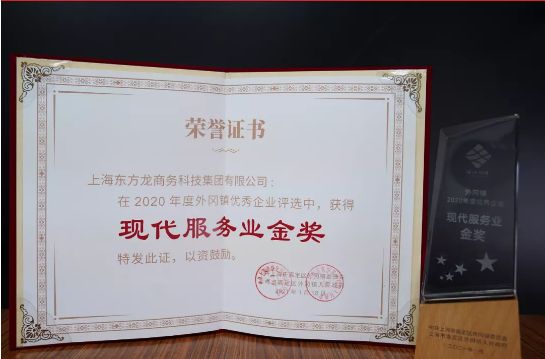 荣誉证书
上海东方龙商务科技集团有限公司：
在2020年度外冈镇优秀企业评选中，获得
现代服务业金奖
特发此证，以资鼓励。
外冈镇
2020年度优秀企业
现代服务业
金奖